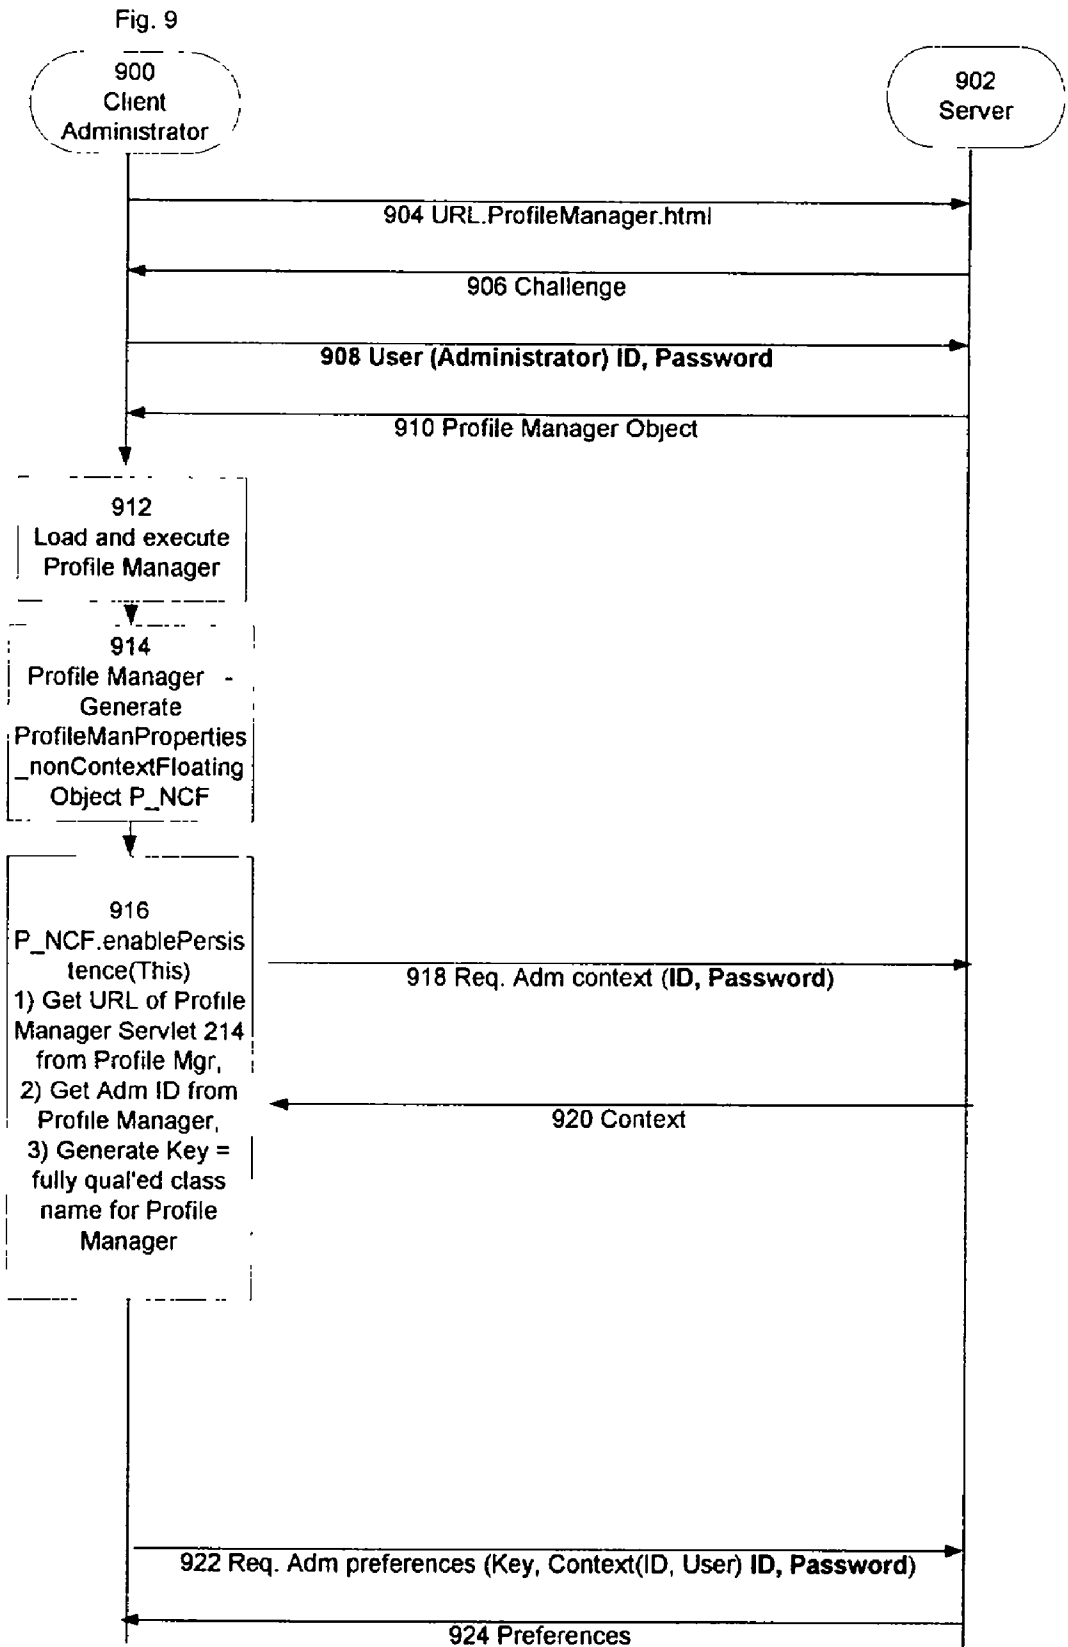 Fig. 9
900
Client
Administrator
902
Server
904 URL.ProfileManager.html
906 Challenge
908 User (Administrator) ID, Password
910 Profile Manager Object
912
Load and execute
Profile Manager
914
Profile Manager -
Generate
ProfileManProperties
_nonContextFloating
Object P_NCF
916
P_NCF.enablePersis
tence(This)
1) Get URL of Profile
Manager Servlet 214
from Profile Mgr,
2) Get Adm ID from
Profile Manager,
3) Generate Key =
fully qual'ed class
name for Profile
Manager
918 Req. Adm context (ID, Password)
920 Context
922 Req. Adm preferences (Key, Context(ID, User) ID, Password)
924 Preferences